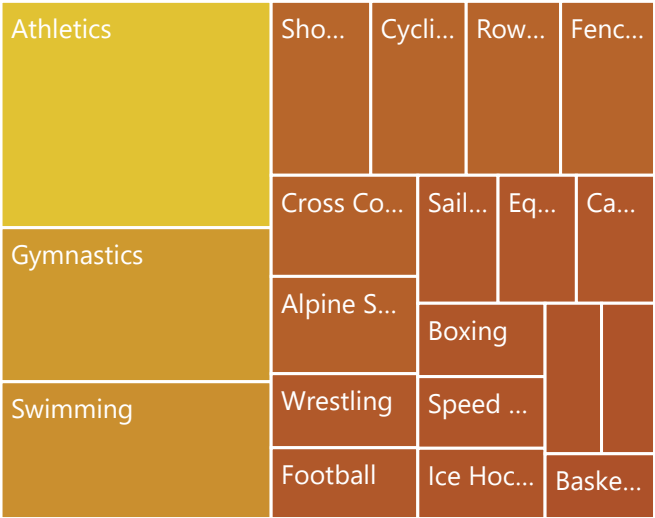 Athletics
Sho...
Cycli...
Row...
Fenc...
Gymnastics
Swimming
Cross Co...
Sail...
Eq...
Ca...
Alpine S...
Boxing
Wrestling
Speed ...
Football
Ice Hoc...
Baske...